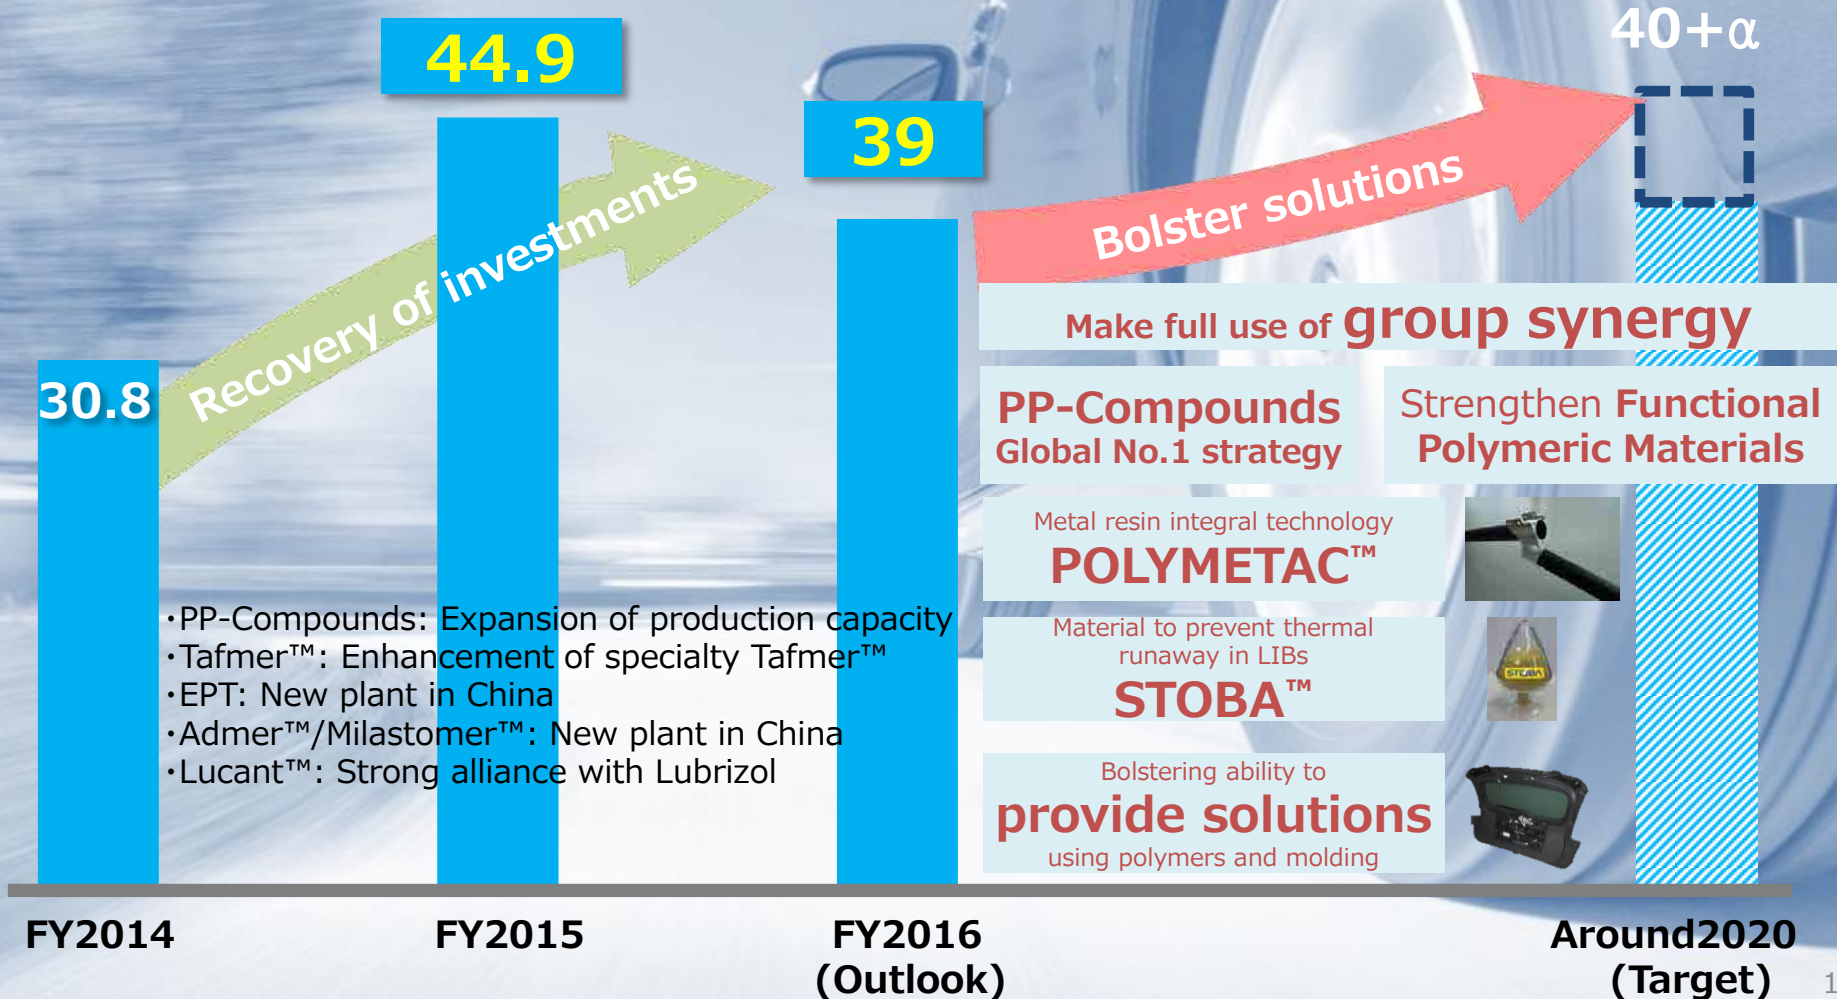 44.9
40+α
39
30.8
Recovery of investments
Bolster solutions
Make full use of group synergy
PP-Compounds
Global No.1 strategy
Strengthen Functional
Polymeric Materials
Metal resin integral technology
POLYMETAC™
・PP-Compounds: Expansion of production capacity
・Tafmer™: Enhancement of specialty Tafmer™
・EPT: New plant in China
・Admer™/Milastomer™: New plant in China
・Lucant™: Strong alliance with Lubrizol
Material to prevent thermal
runaway in LIBs
STOBA™
STOBA
Bolstering ability to
provide solutions
using polymers and molding
FY2014
FY2015
FY2016
(Outlook)
Around2020
(Target)
1